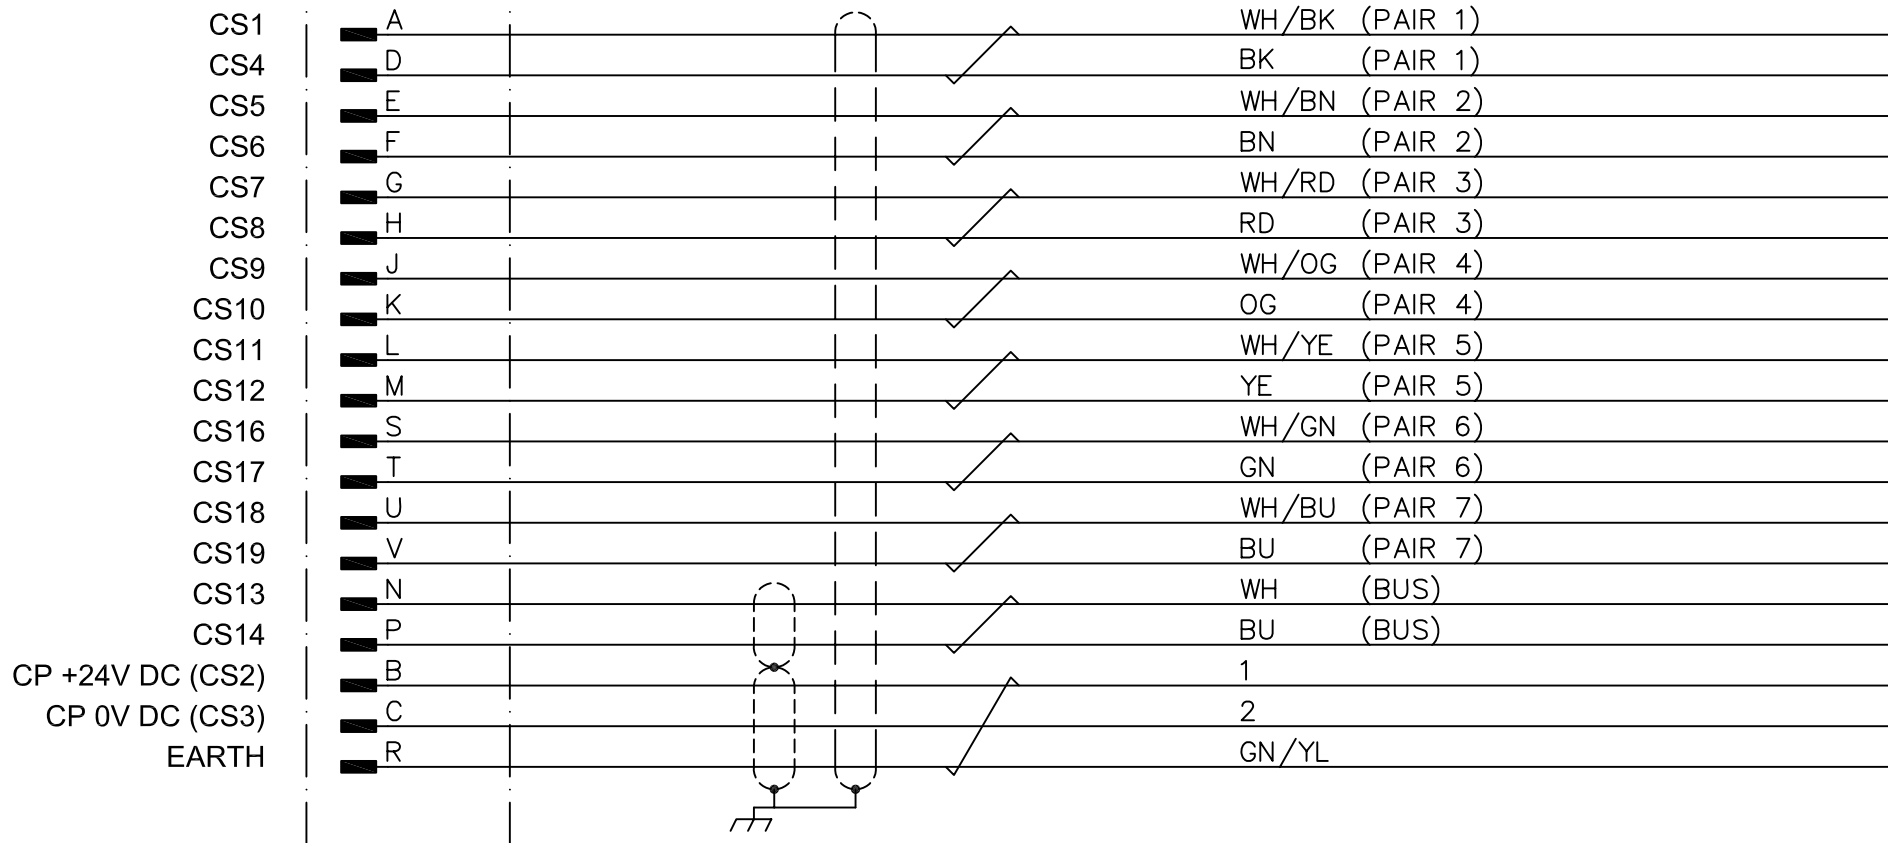 CS1 A WH/BK (PAIR 1)
CS4 D BK (PAIR 1)
CS5 E WH/BN (PAIR 2)
CS6 F BN (PAIR 2)
CS7 G WH/RD (PAIR 3)
CS8 H RD (PAIR 3)
CS9 J WH/OG (PAIR 4)
CS10 K OG (PAIR 4)
CS11 L WH/YE (PAIR 5)
CS12 M YE (PAIR 5)
CS16 S WH/GN (PAIR 6)
CS17 T GN (PAIR 6)
CS18 U WH/BU (PAIR 7)
CS19 V BU (PAIR 7)
CS13 N WH (BUS)
CS14 P BU (BUS)
CP +24V DC (CS2) B 1
CP 0V DC (CS3) C 2
EARTH R GN/YL